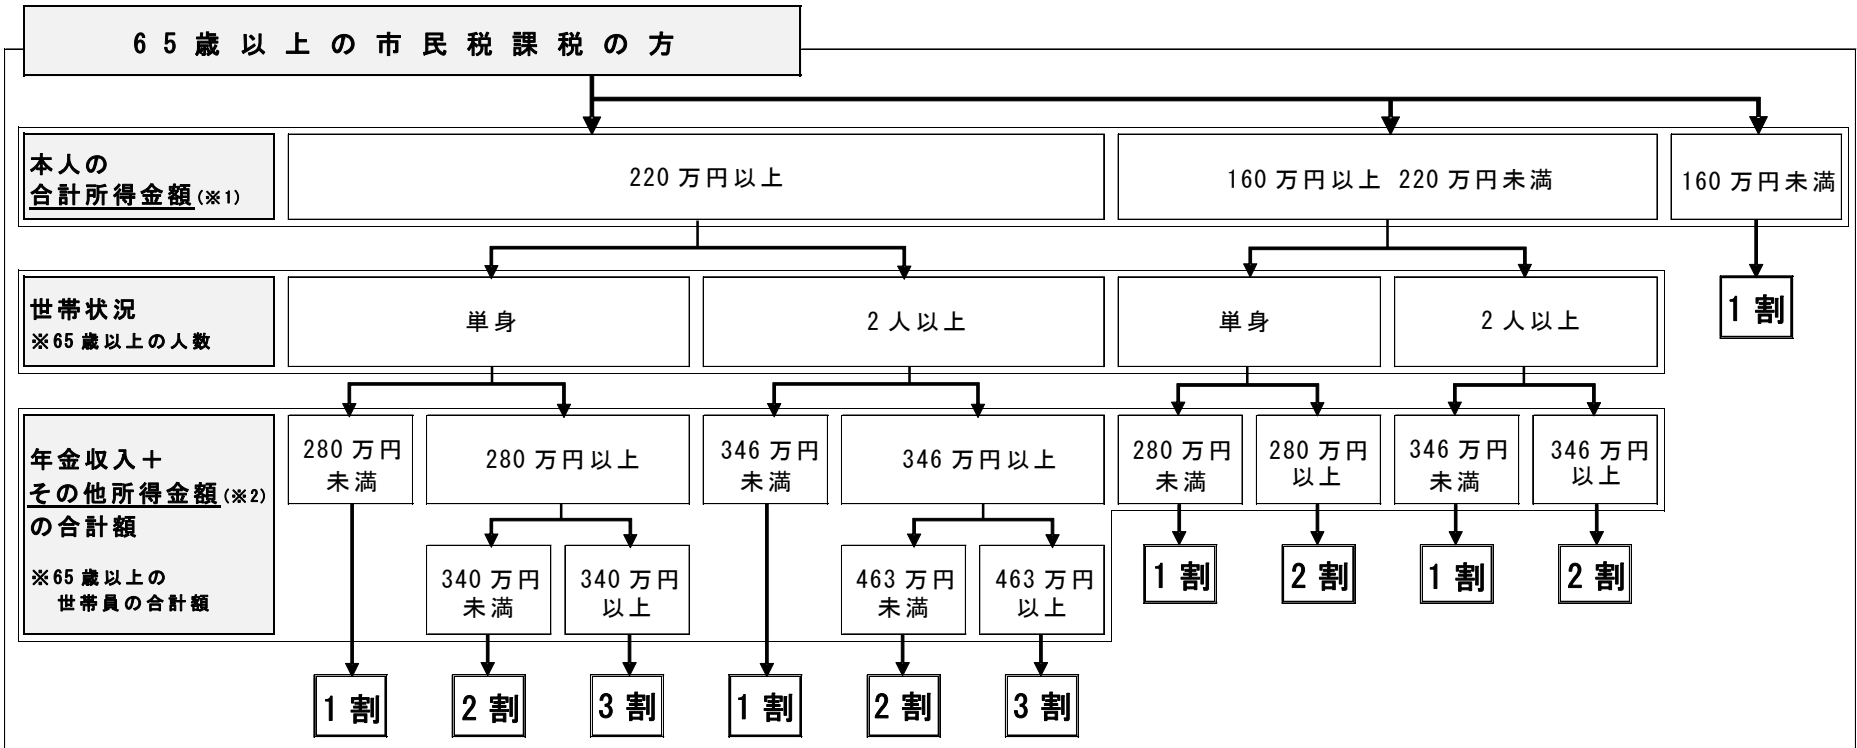 65歳以上の市民税課税の方
本人の
合計所得金額(※1)
220万円以上
160万円以上 220万円未満
160万円未満
世帯状況
※65歳以上の人数
単身
2人以上
単身
2人以上
1割
年金収入+
その他所得金額(※2)
の合計額
※65歳以上の
世帯員の合計額
280万円
未満
280万円以上
346万円
未満
346万円以上
280万円
未満
280万円
以上
346万円
未満
346万円
以上
340万円
未満
340万円
以上
463万円
未満
463万円
以上
1割
2割
1割
2割
1割
2割
3割
1割
2割
3割